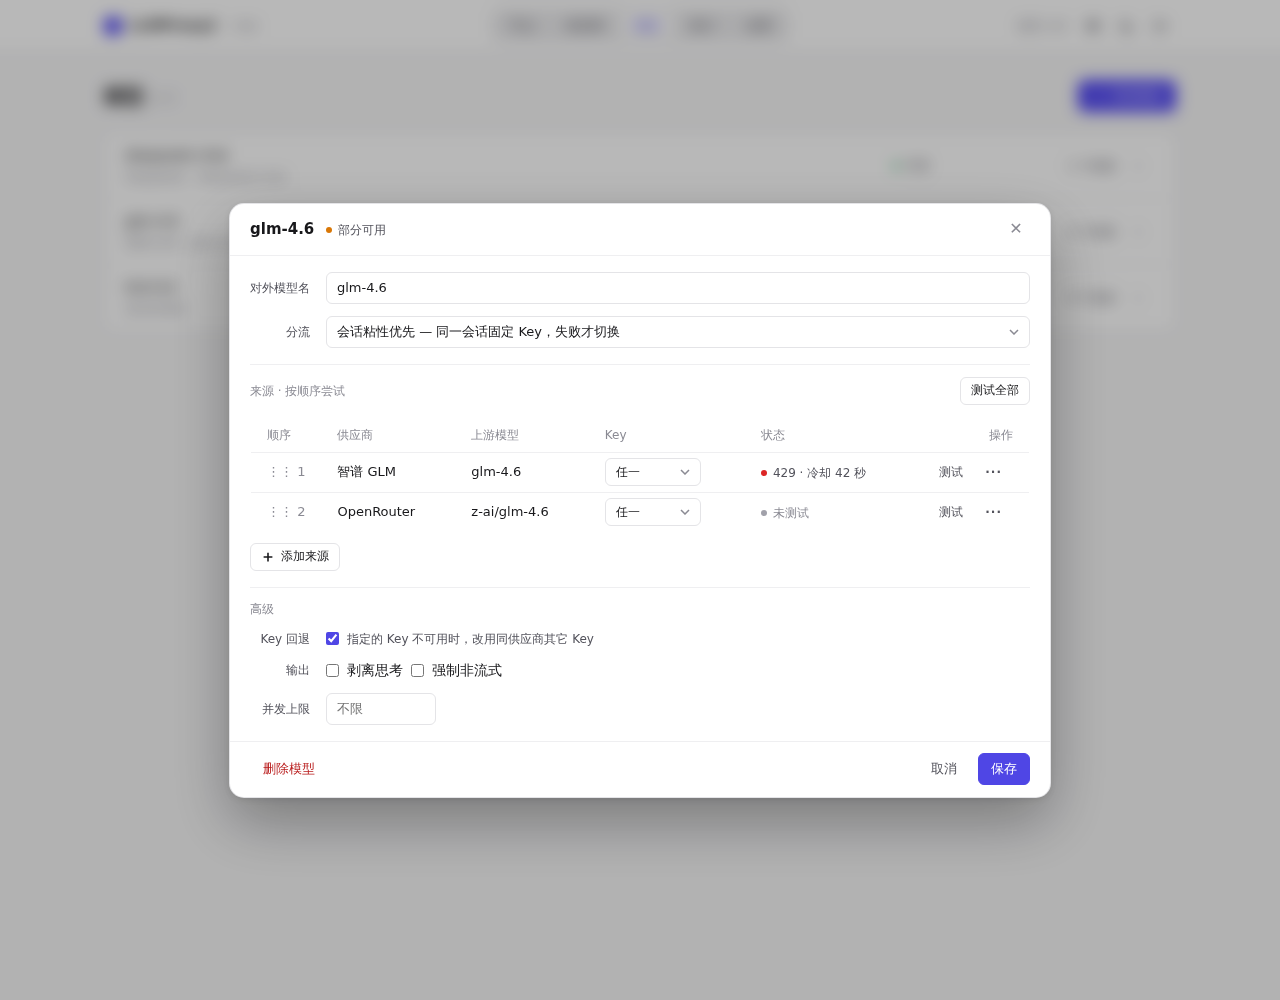 glm-4.6 部分可用 ✕
对外模型名 glm-4.6
分流 会话粘性优先 — 同一会话固定 Key，失败才切换
来源 · 按顺序尝试 测试全部
顺序 供应商 上游模型 Key 状态 操作
⋮⋮ 1 智谱 GLM glm-4.6 任一 429 · 冷却 42 秒 测试 ···
⋮⋮ 2 OpenRouter z-ai/glm-4.6 任一 未测试 测试 ···
+ 添加来源
高级
Key 回退 指定的 Key 不可用时，改用同供应商其它 Key
输出 剥离思考 强制非流式
并发上限 不限
删除模型 取消 保存